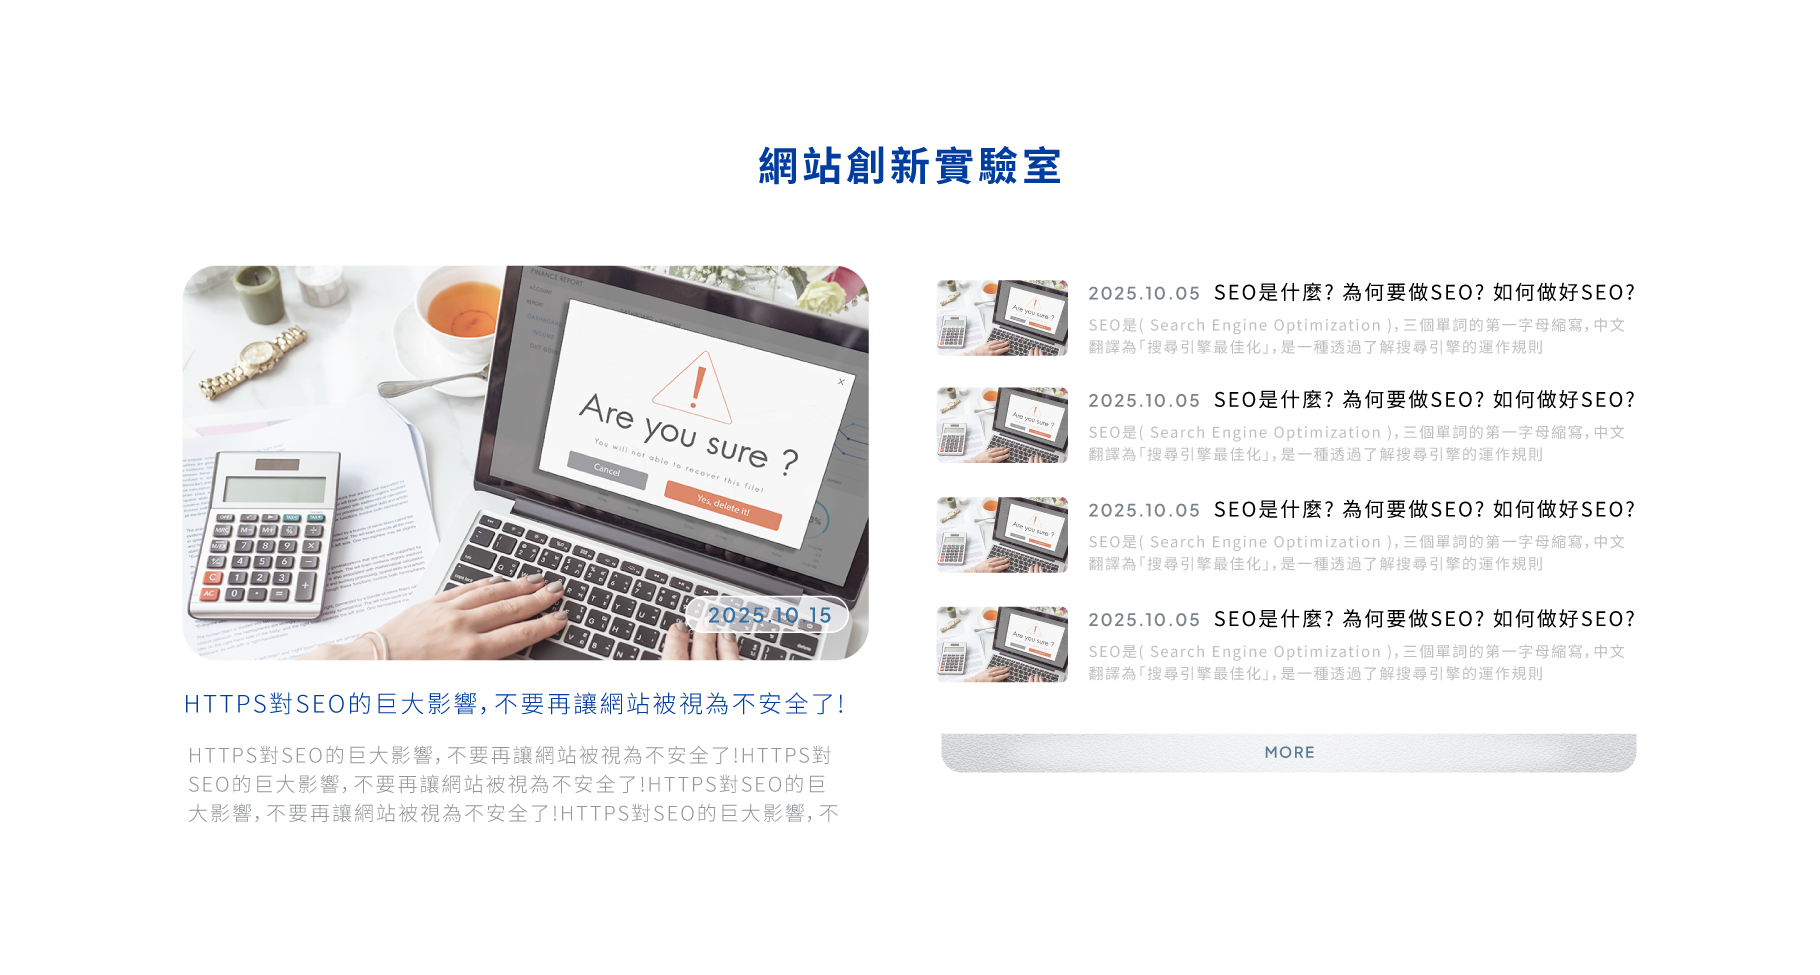 網站創新實驗室
FINANCE REPORT
ACCOUNT
REPORT
Are you sure ?
You will not able to recover this file!
Cancel
Yes, delete it!
2025.10.15
HTTPS對SEO的巨大影響，不要再讓網站被視為不安全了！
HTTPS對SEO的巨大影響，不要再讓網站被視為不安全了!HTTPS對
SEO的巨大影響，不要再讓網站被視為不安全了!HTTPS對SEO的巨
大影響，不要再讓網站被視為不安全了!HTTPS對SEO的巨大影響，不
2025.10.05 SEO是什麼? 為何要做SEO? 如何做好SEO?
SEO是( Search Engine Optimization )，三個單詞的第一字母縮寫，中文
翻譯為「搜尋引擎最佳化」，是一種透過了解搜尋引擎的運作規則
2025.10.05 SEO是什麼? 為何要做SEO? 如何做好SEO?
SEO是( Search Engine Optimization )，三個單詞的第一字母縮寫，中文
翻譯為「搜尋引擎最佳化」，是一種透過了解搜尋引擎的運作規則
2025.10.05 SEO是什麼? 為何要做SEO? 如何做好SEO?
SEO是( Search Engine Optimization )，三個單詞的第一字母縮寫，中文
翻譯為「搜尋引擎最佳化」，是一種透過了解搜尋引擎的運作規則
2025.10.05 SEO是什麼? 為何要做SEO? 如何做好SEO?
SEO是( Search Engine Optimization )，三個單詞的第一字母縮寫，中文
翻譯為「搜尋引擎最佳化」，是一種透過了解搜尋引擎的運作規則
MORE